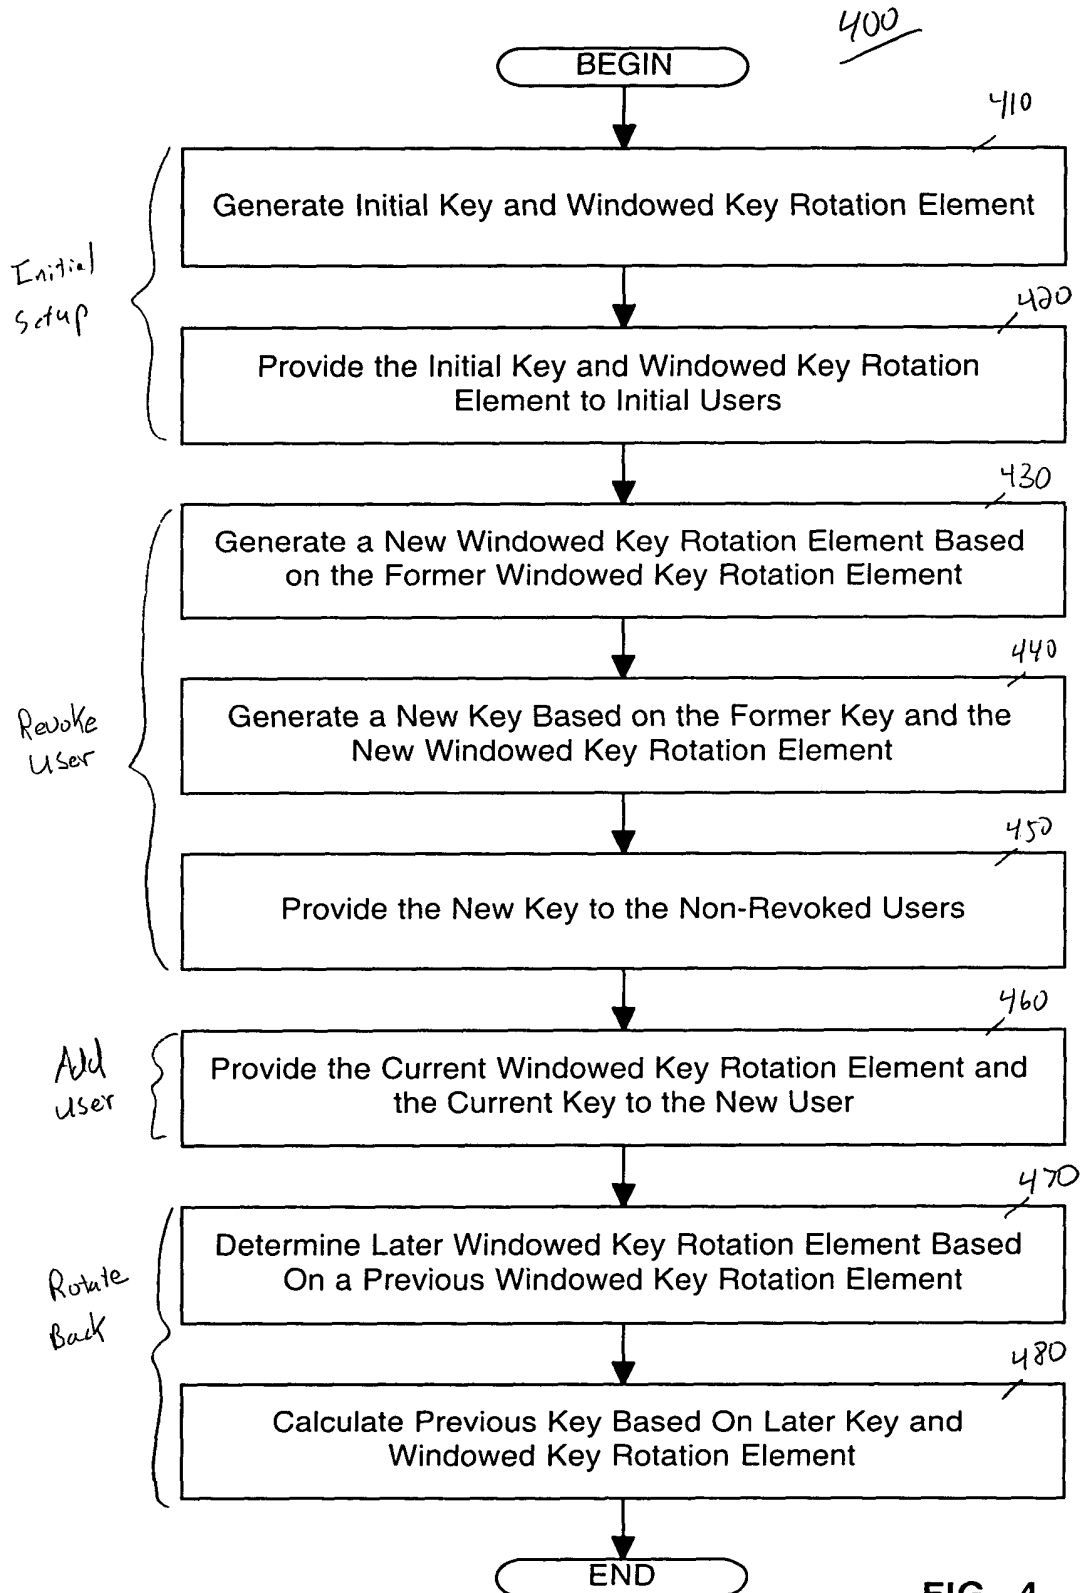 400
BEGIN
410
Generate Initial Key and Windowed Key Rotation Element
Initial
Setup
420
Provide the Initial Key and Windowed Key Rotation
Element to Initial Users
430
Generate a New Windowed Key Rotation Element Based
on the Former Windowed Key Rotation Element
440
Generate a New Key Based on the Former Key and the
New Windowed Key Rotation Element
Revoke
User
450
Provide the New Key to the Non-Revoked Users
460
Provide the Current Windowed Key Rotation Element and
the Current Key to the New User
Add
User
470
Determine Later Windowed Key Rotation Element Based
On a Previous Windowed Key Rotation Element
Rotate
Back
480
Calculate Previous Key Based On Later Key and
Windowed Key Rotation Element
END
FIG. 4